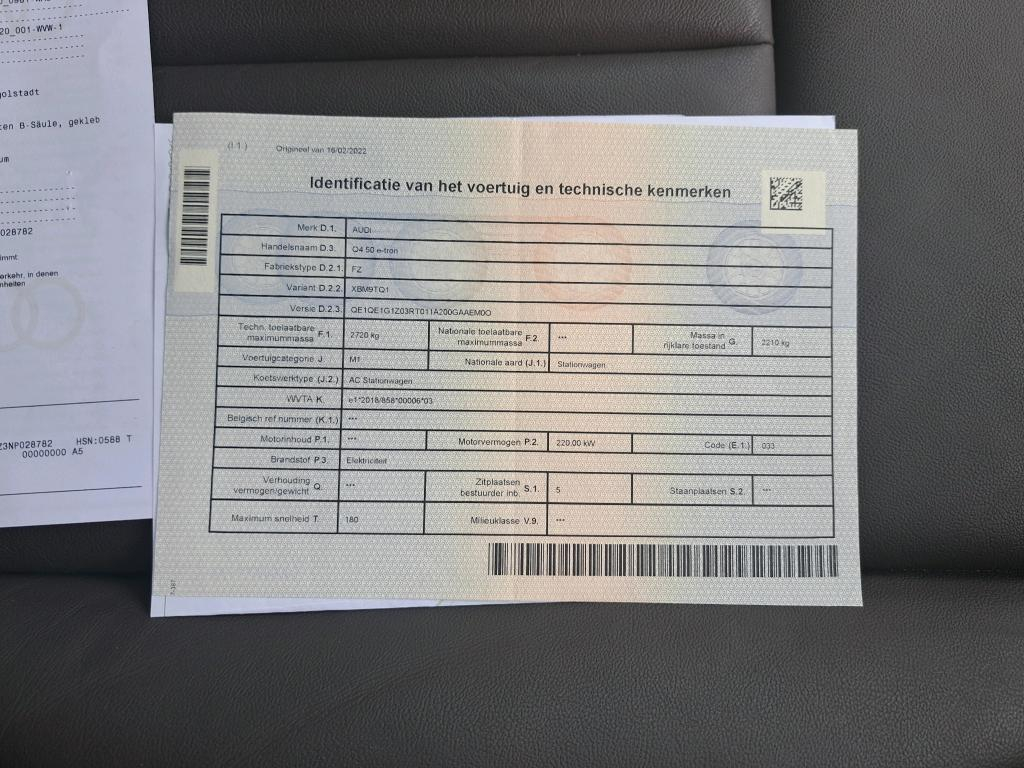 20_001-WVW-1
golstadt
ten B-Säule, gekleb
um
028782
immt
erkehr, in denen
nheiten
Z3NP028782 HSN:0588 T
00000000 A5
(I.1.) Origineel van 16/02/2022
Identificatie van het voertuig en technische kenmerken
Merk D.1. AUDI
Handelsnaam D.3. Q4 50 e-tron
Fabriekstype D.2.1. FZ
Variant D.2.2. XBM9TQ1
Versie D.2.3. QE1QE1G1Z03RT011A200GAAEM0O
Techn. toelaatbare maximummassa F.1. 2720 kg Nationale toelaatbare maximummassa F.2. *** Massa in rijklare toestand G. 2210 kg
Voertuigcategorie J. M1 Nationale aard (J.1.) Stationwagen
Koetswerktype (J.2.) AC Stationwagen
WVTA K. e1*2018/858*00006*03
Belgisch ref nummer (K.1.) ***
Motorinhoud P.1. *** Motorvermogen P.2. 220.00 kW Code (E.1.) 033
Brandstof P.3. Elektriciteit
Verhouding vermogen/gewicht Q. *** Zitplaatsen bestuurder inb. S.1. 5 Staanplaatsen S.2. ***
Maximum snelheid T. 180 Milieuklasse V.9. ***